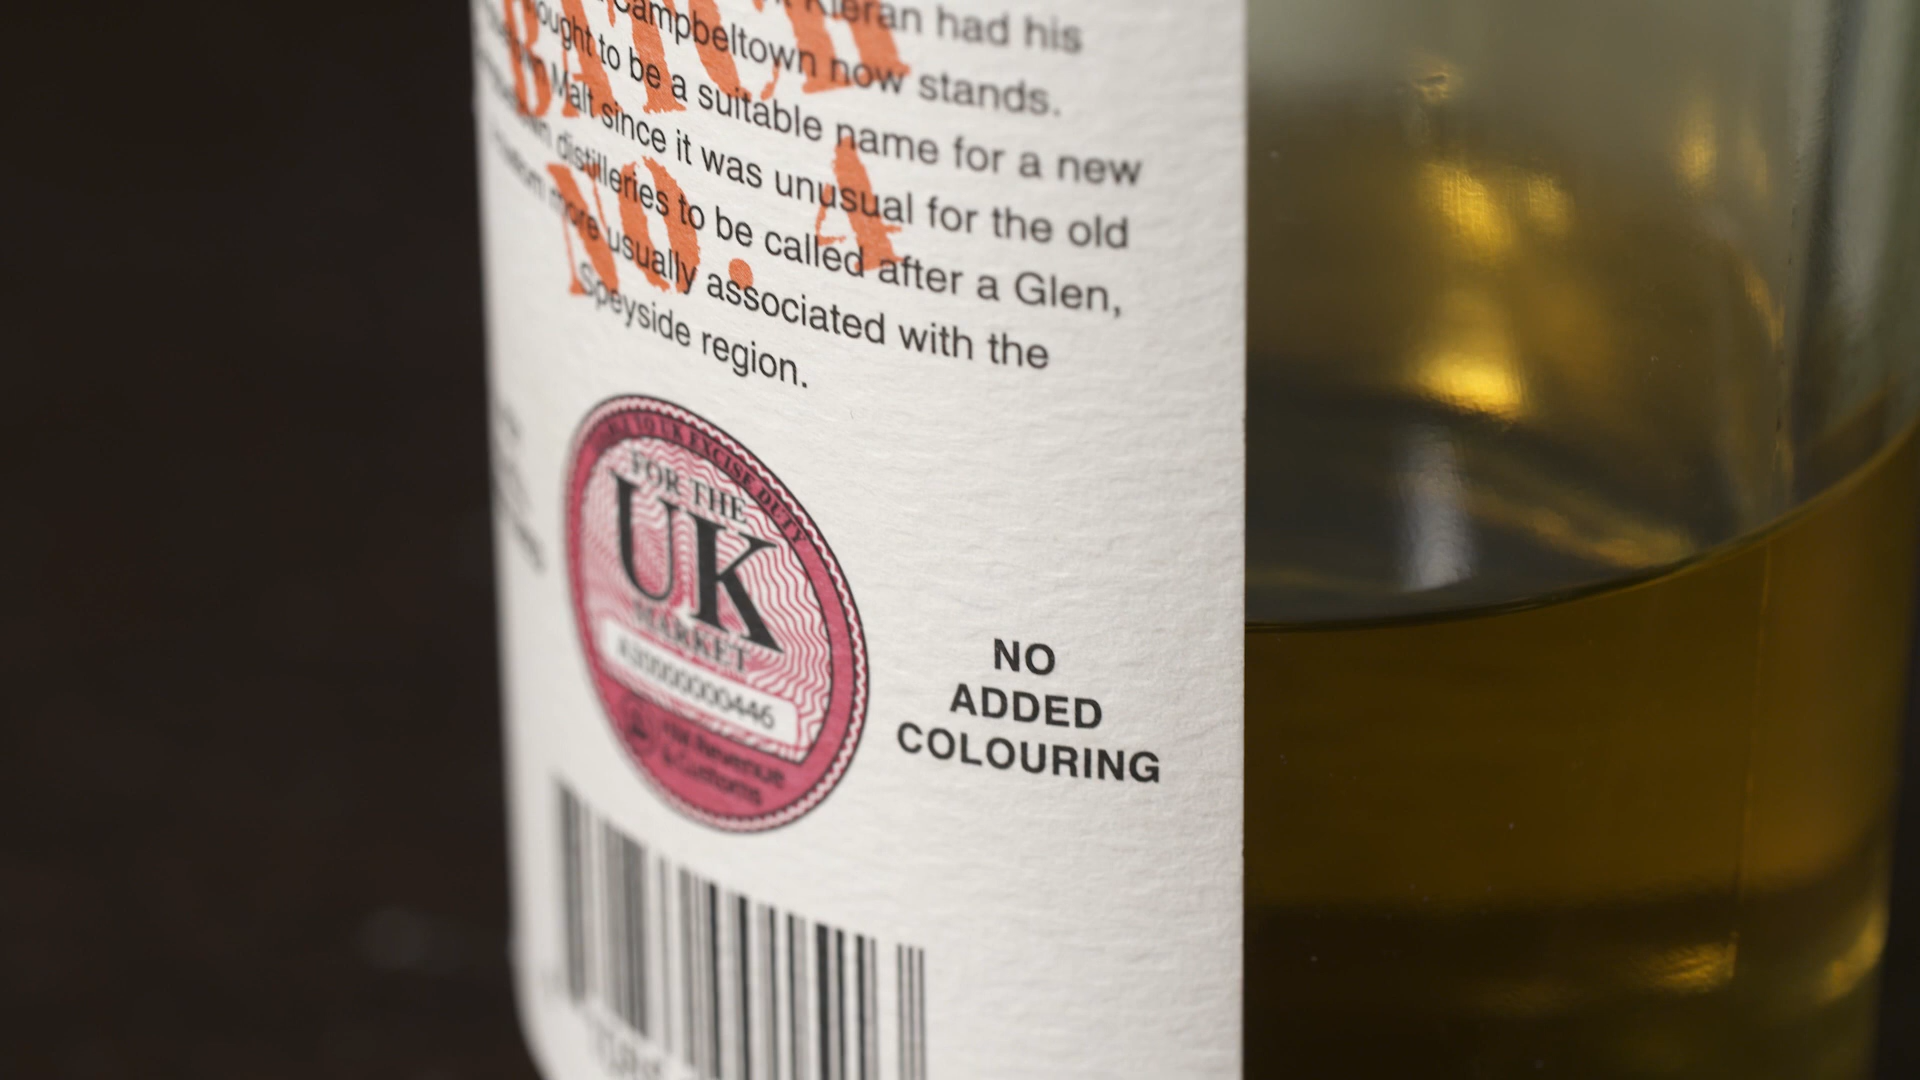 Kieran had his
Campbeltown now stands.
ought to be a suitable name for a new
Malt since it was unusual for the old
distilleries to be called after a Glen,
more usually associated with the
Speyside region.
BATCH
NO. A
UK EXCISE DUTY
FOR THE
UK
MARKET
HM Revenue
& Customs
NO
ADDED
COLOURING